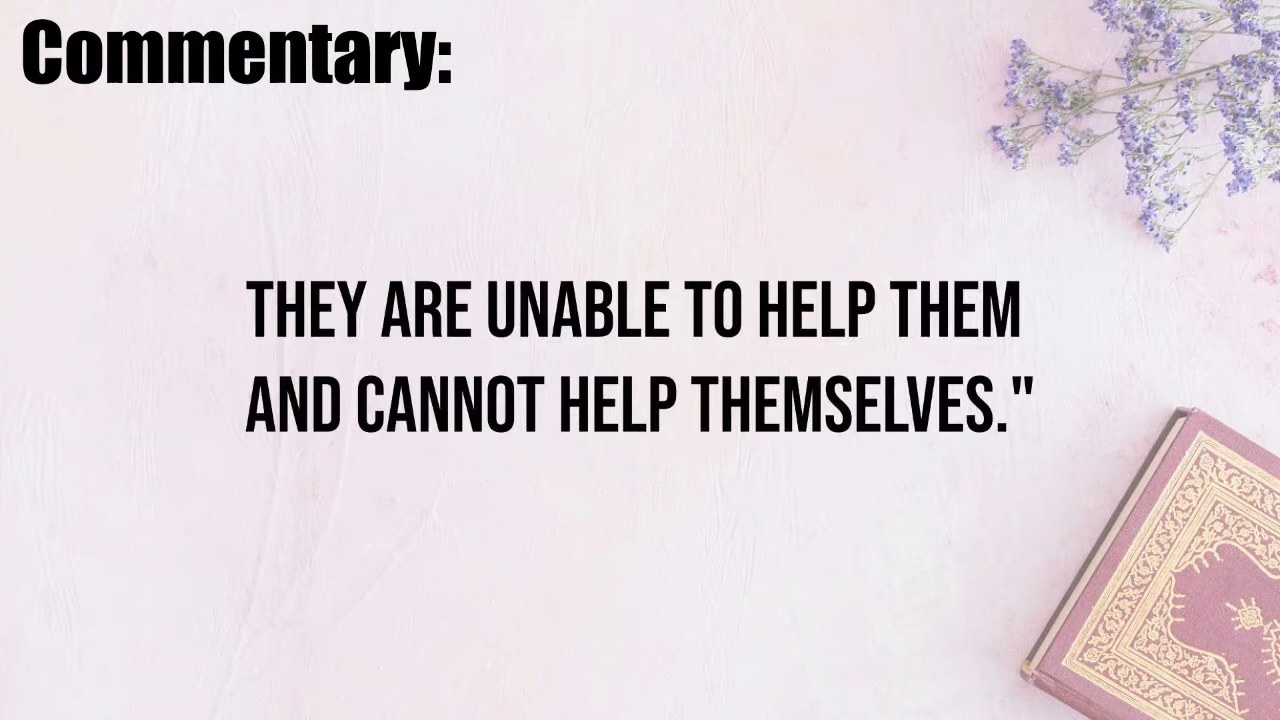 Commentary:
THEY ARE UNABLE TO HELP THEM
AND CANNOT HELP THEMSELVES."